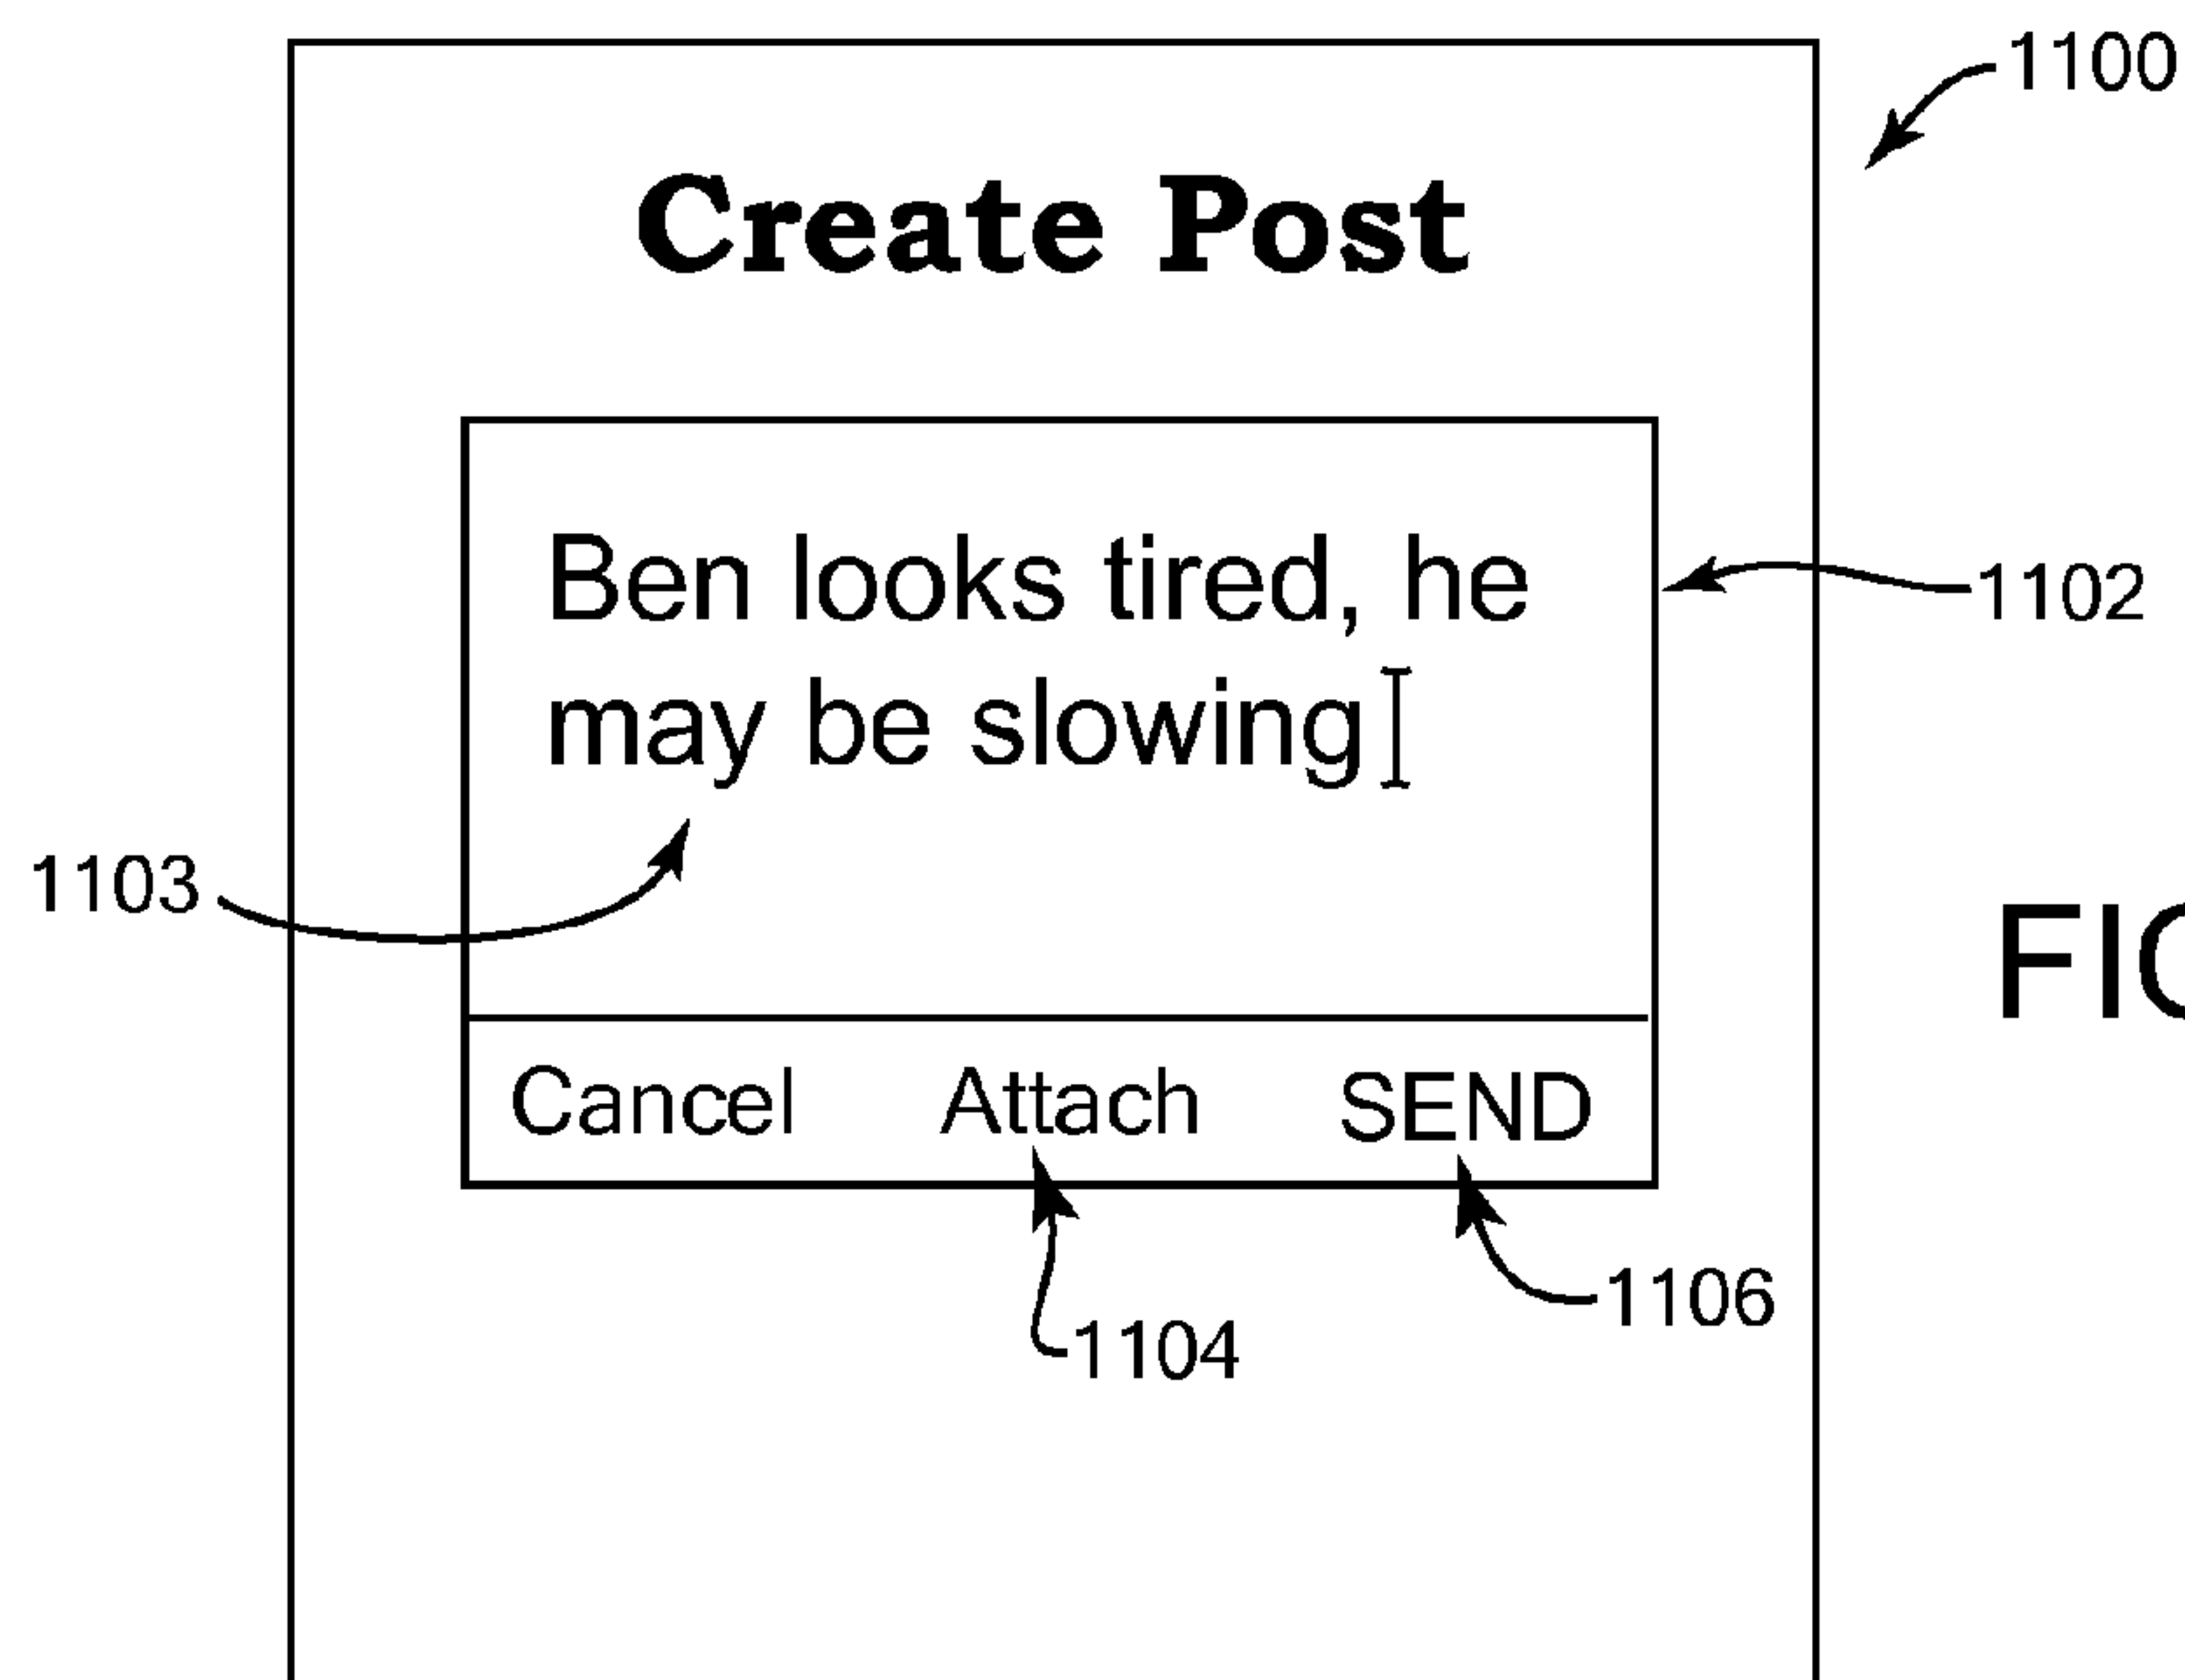 1100
Create Post
Ben looks tired, he
1102
may be slowing
1103
Cancel Attach SEND
1106
1104